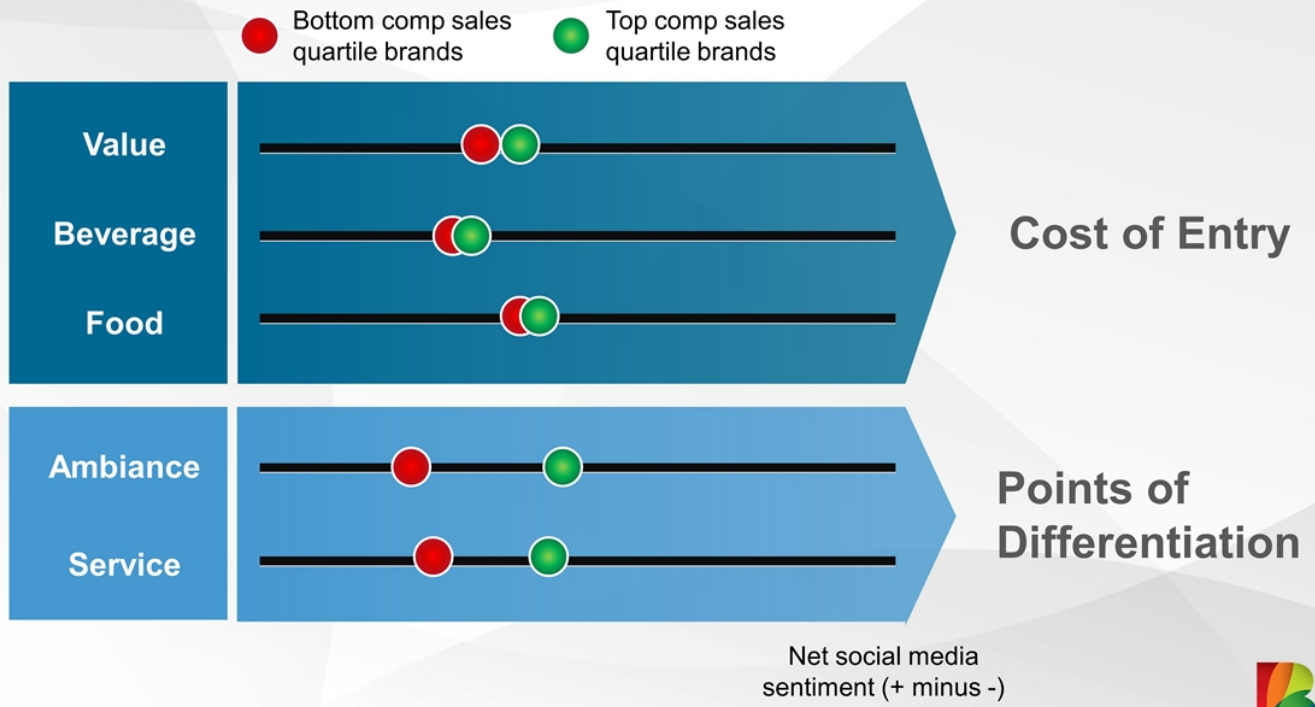 Bottom comp sales
quartile brands
Top comp sales
quartile brands
Value
Beverage
Food
Cost of Entry
Ambiance
Service
Points of
Differentiation
Net social media
sentiment (+ minus -)